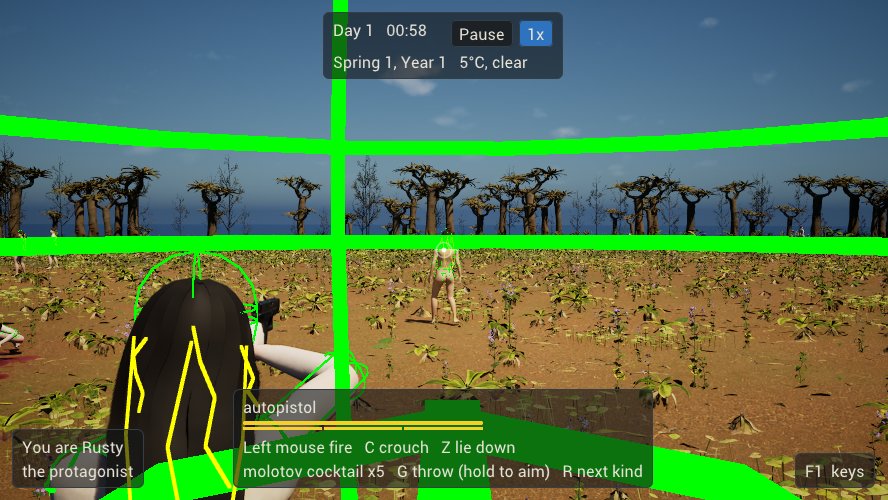 Day 1 00:58 Pause 1x
Spring 1, Year 1 5°C, clear
autopistol
Left mouse fire C crouch Z lie down
molotov cocktail x5 G throw (hold to aim) R next kind
You are Rusty
the protagonist
F1 keys